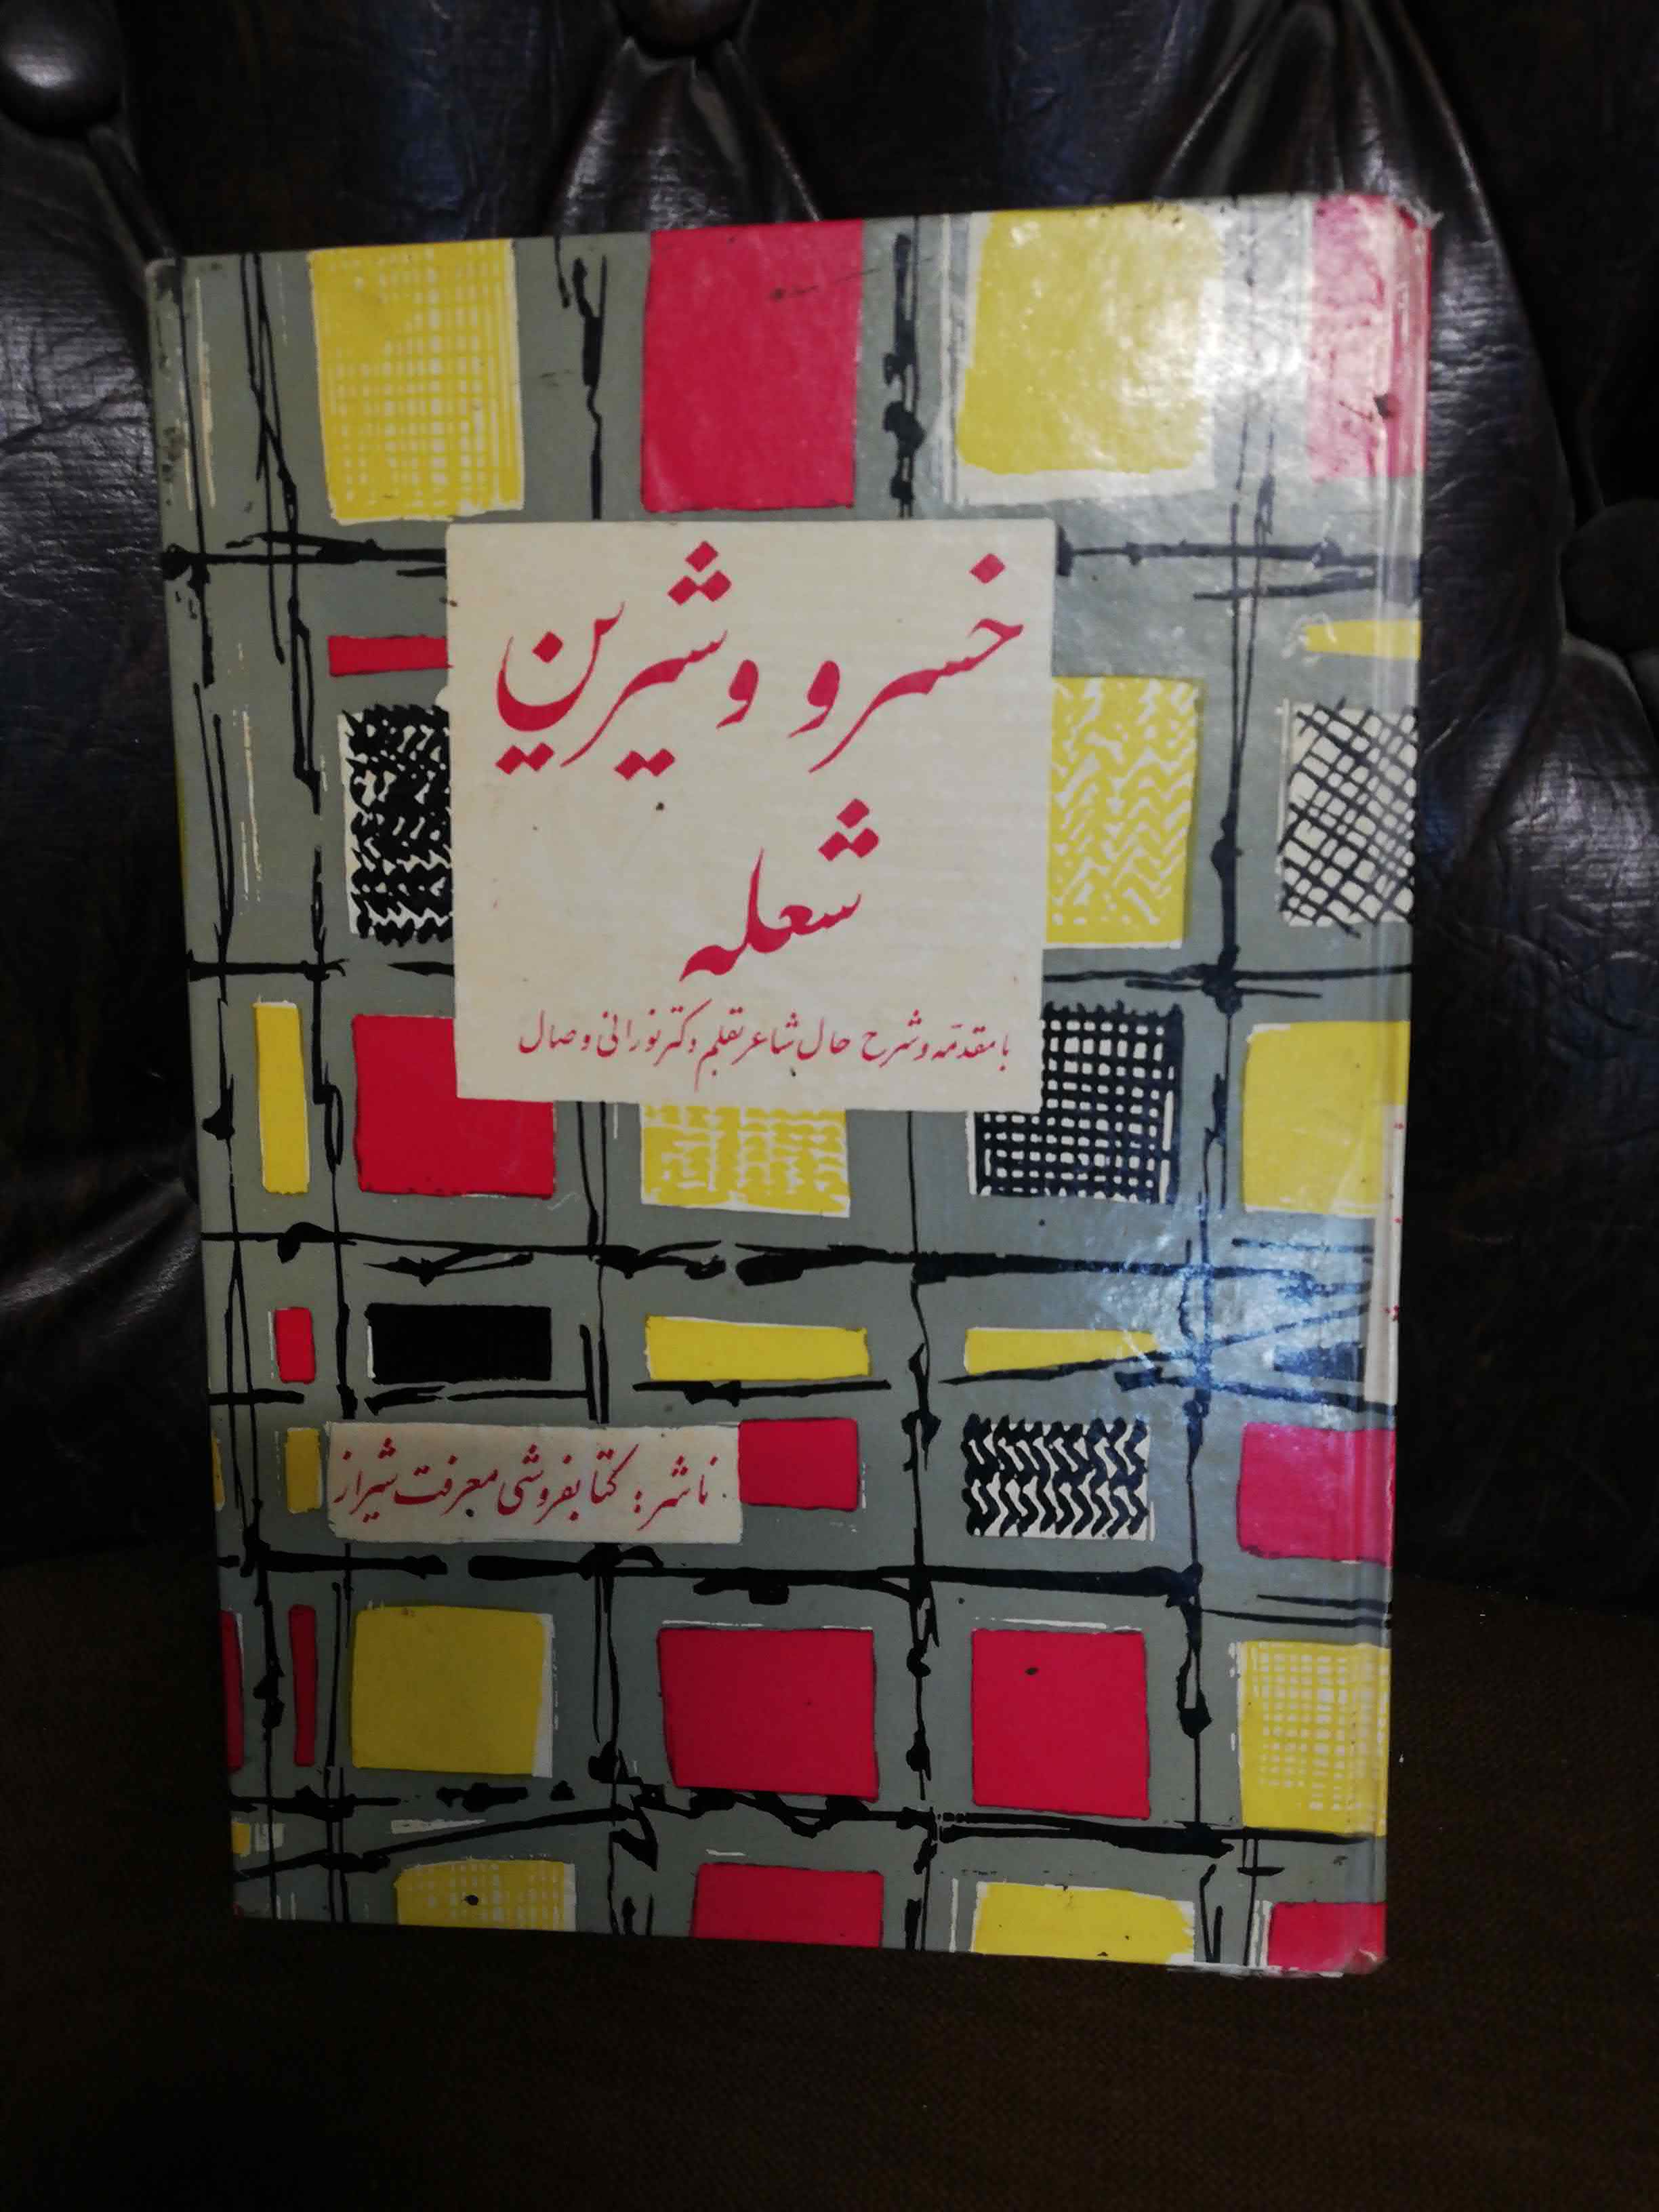 خسرو و شیرین
شعله
با مقدمه و شرح حال شاعر بقلم دکتر نورانی وصال
ناشر: کتابفروشی معرفت شیراز